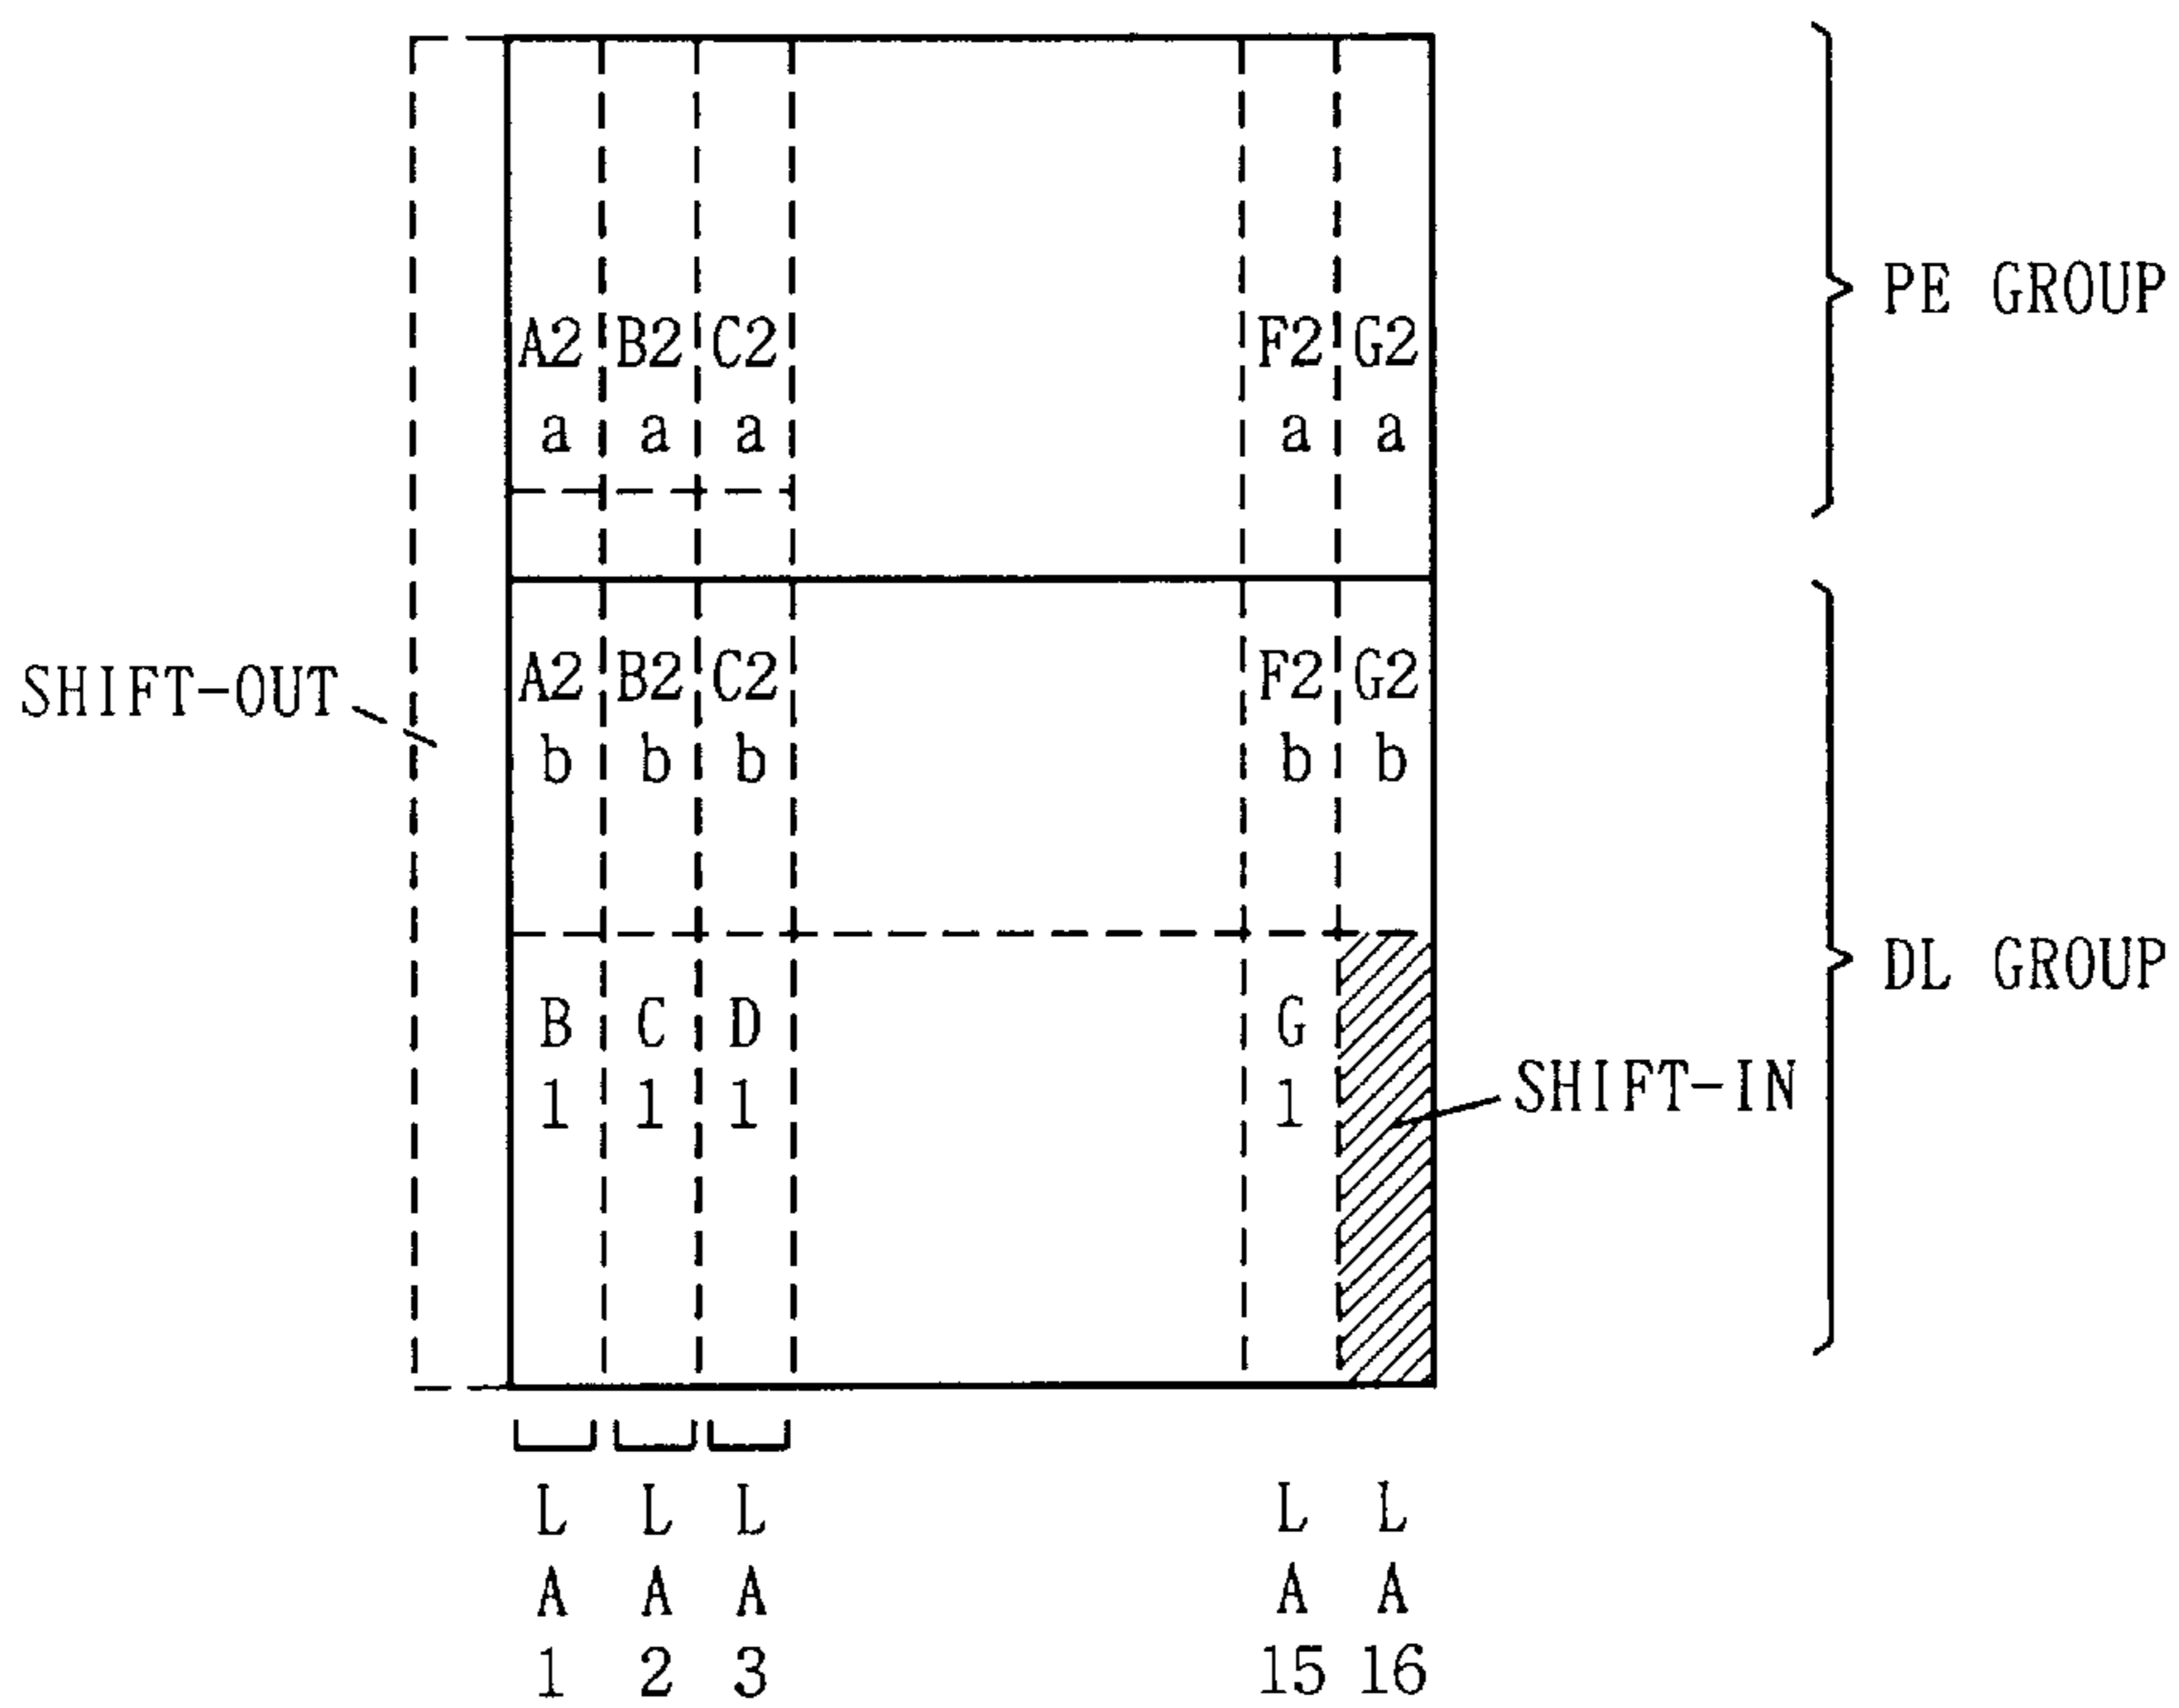 PE GROUP
A2 B2 C2 F2 G2
a a a a a
SHIFT-OUT
A2 B2 C2 F2 G2
b b b b b
DL GROUP
B C D G
1 1 1 1
SHIFT-IN
L L L L L
A A A A A
1 2 3 15 16